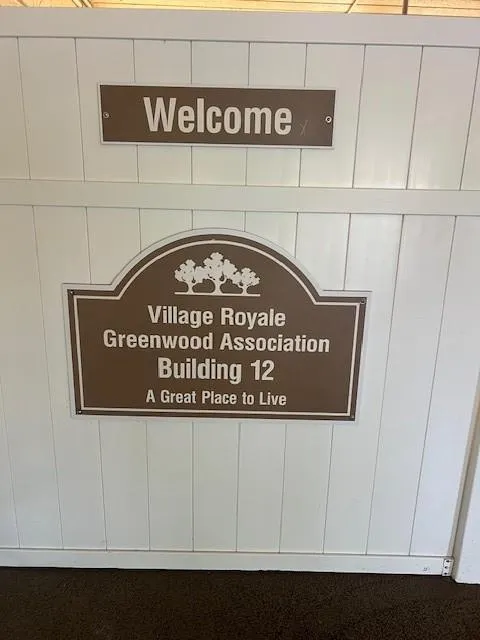 Welcome
Village Royale
Greenwood Association
Building 12
A Great Place to Live